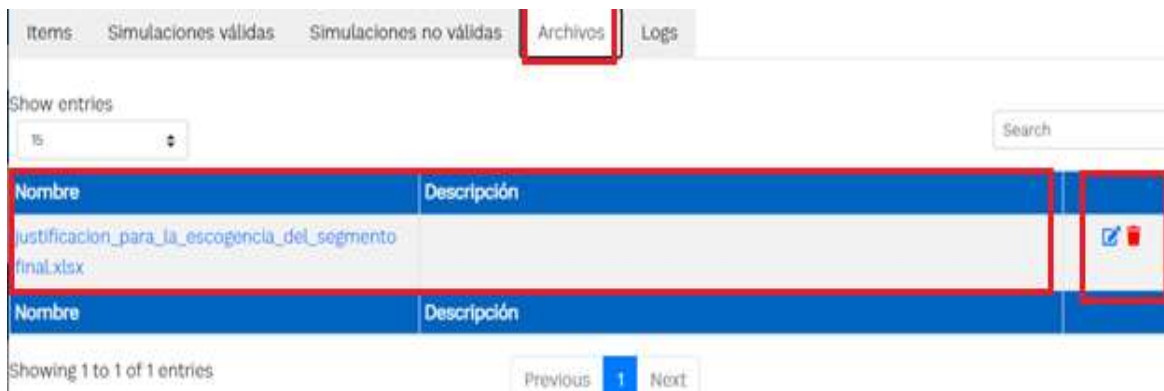 Items Simulaciones válidas Simulaciones no válidas Archivos Logs
Show entries
15
Search
Nombre Descripción
justificacion_para_la_escogencia_del_segmento
final.xlsx
Nombre Descripción
Showing 1 to 1 of 1 entries
Previous 1 Next